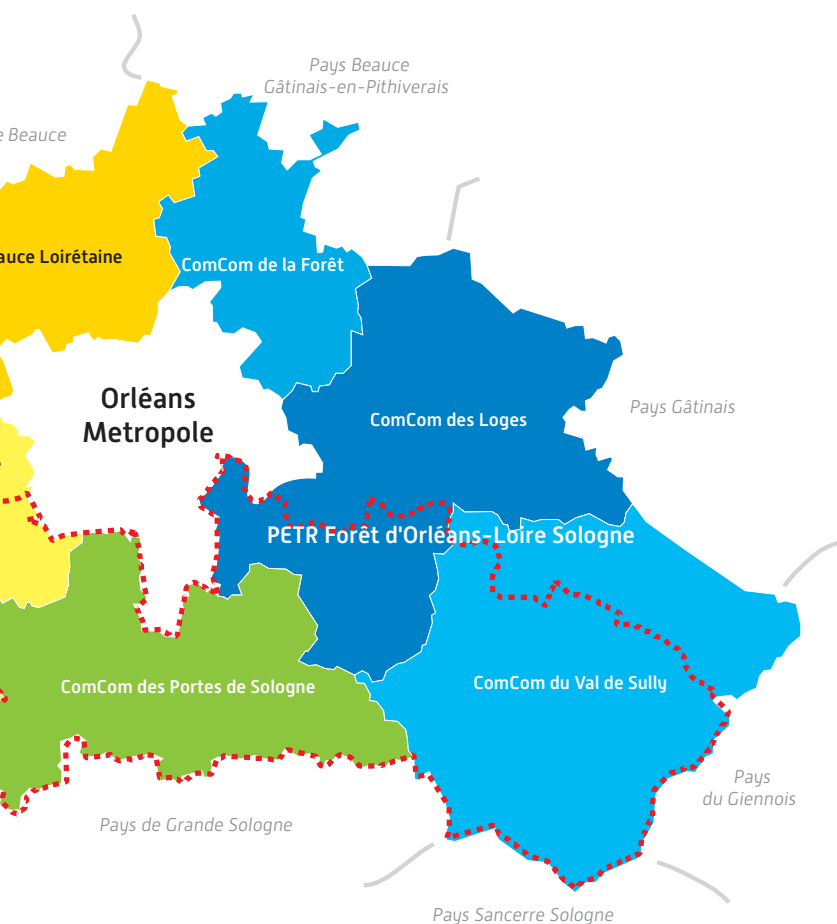 Pays Beauce
Gâtinais-en-Pithiverais
Beauce
Loirétaine
ComCom de la Forêt
Orléans
Metropole
ComCom des Loges
Pays Gâtinais
PETR Forêt d'Orléans-Loire Sologne
ComCom des Portes de Sologne
ComCom du Val de Sully
Pays
du Giennois
Pays de Grande Sologne
Pays Sancerre Sologne